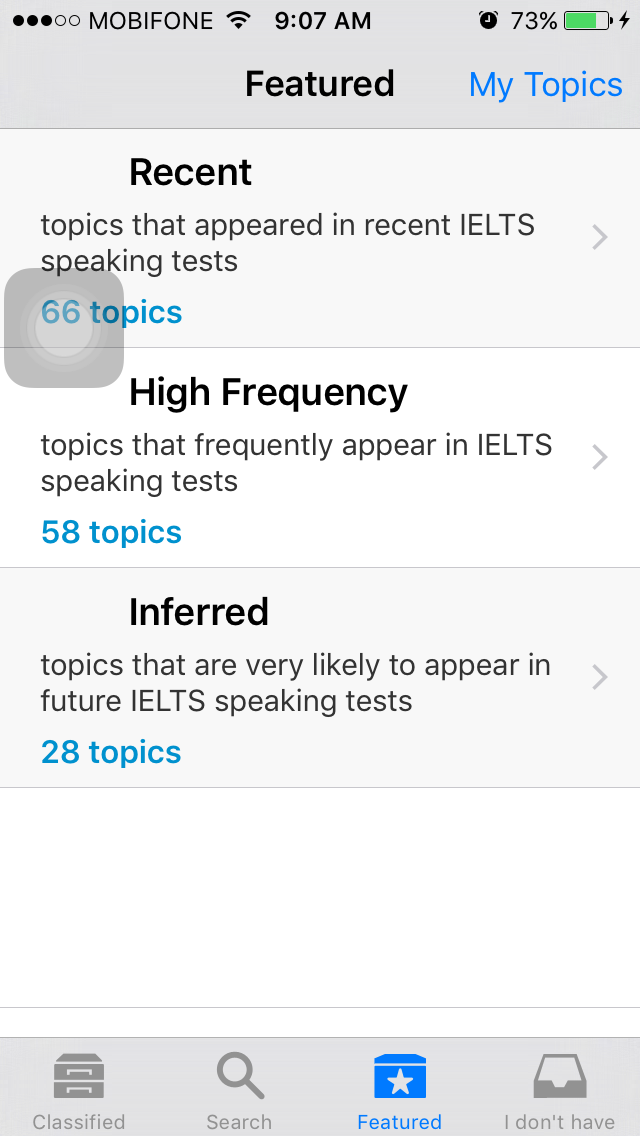 MOBIFONE 9:07 AM 73%
Featured My Topics
Recent
topics that appeared in recent IELTS
speaking tests
66 topics
High Frequency
topics that frequently appear in IELTS
speaking tests
58 topics
Inferred
topics that are very likely to appear in
future IELTS speaking tests
28 topics
Classified Search Featured I don't have